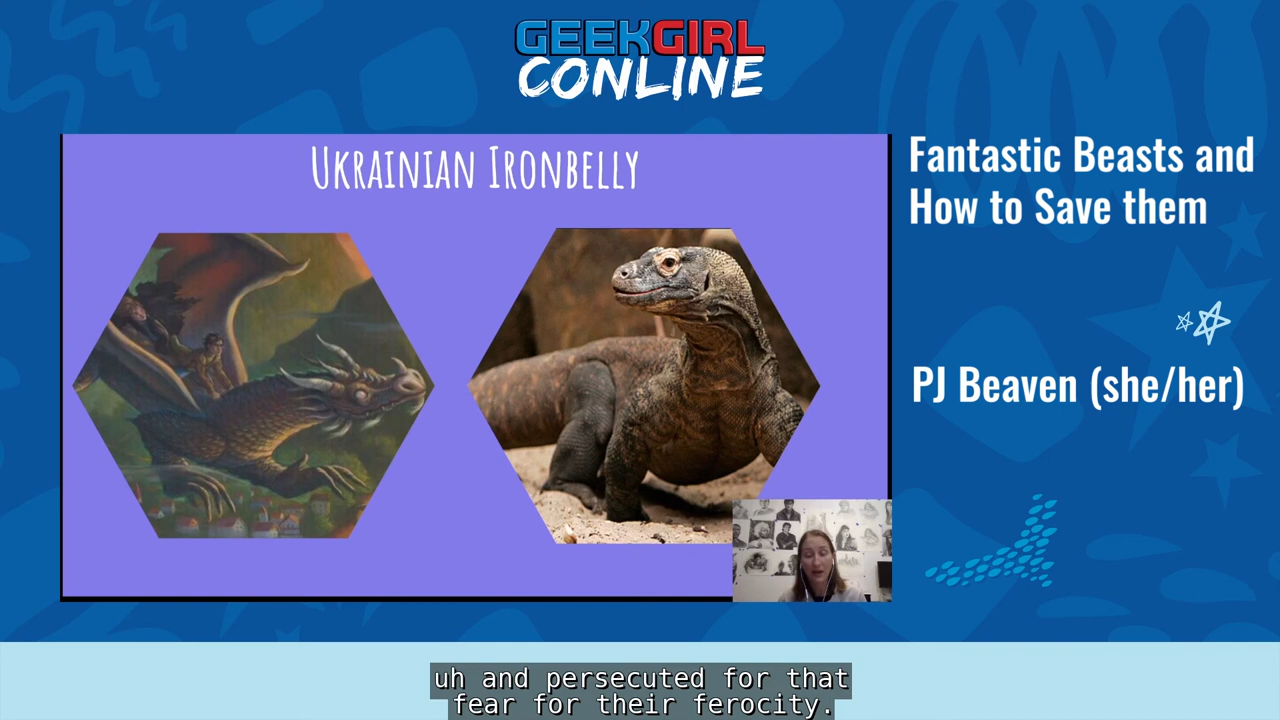 GEEKGIRL
CONLINE
UKRAINIAN IRONBELLY
Fantastic Beasts and
How to Save them
PJ Beaven (she/her)
uh and persecuted for that
fear for their ferocity.